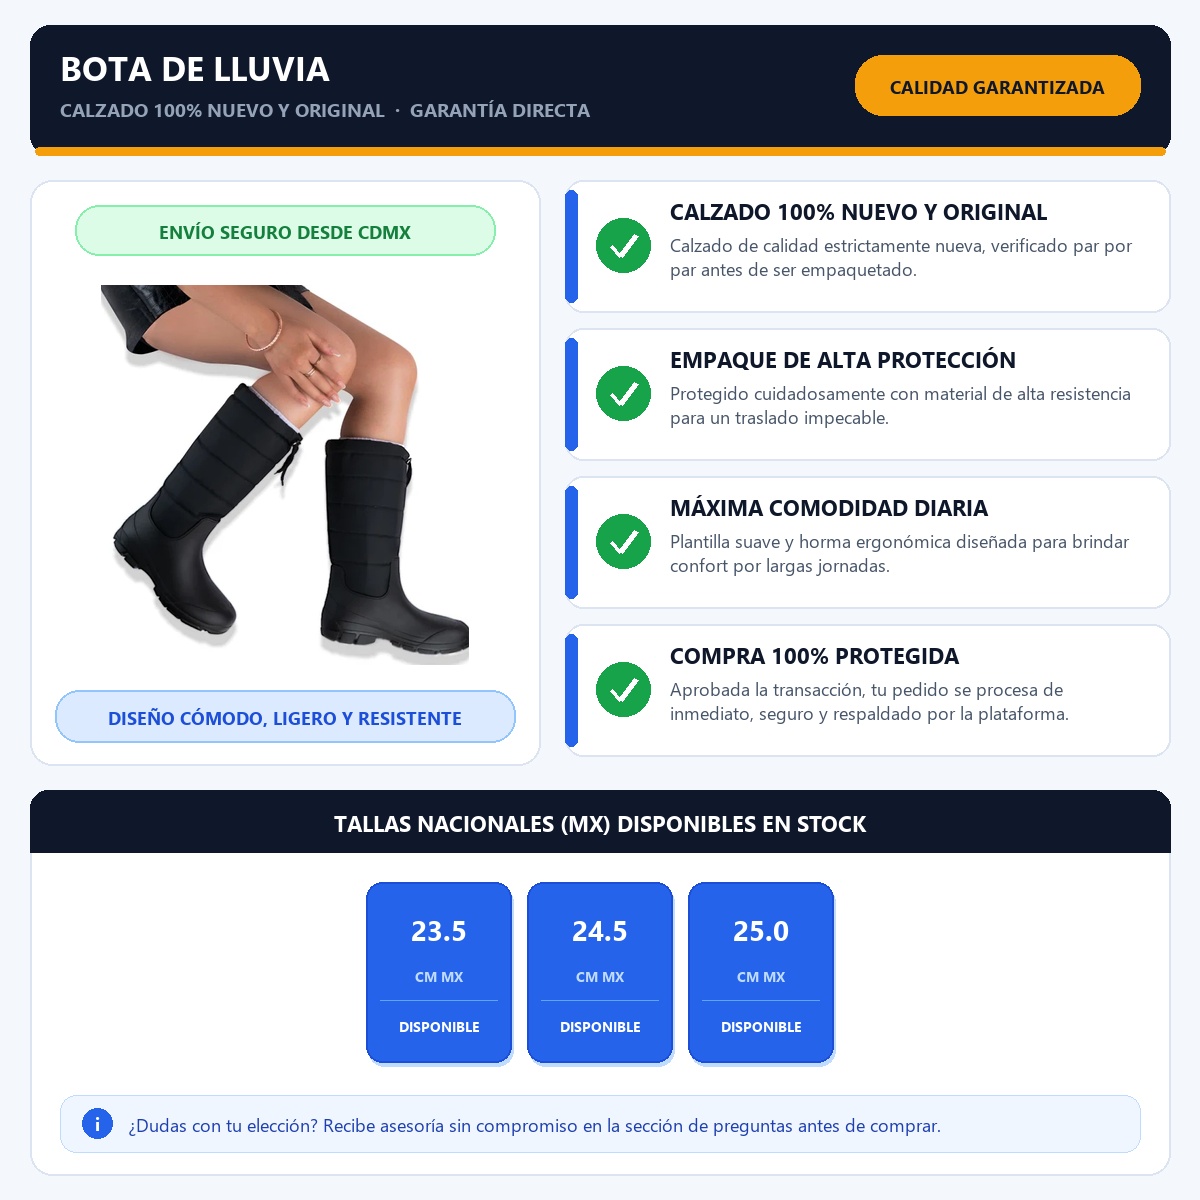 BOTA DE LLUVIA
CALZADO 100% NUEVO Y ORIGINAL · GARANTÍA DIRECTA
CALIDAD GARANTIZADA
ENVÍO SEGURO DESDE CDMX
DISEÑO CÓMODO, LIGERO Y RESISTENTE
CALZADO 100% NUEVO Y ORIGINAL
Calzado de calidad estrictamente nueva, verificado par por
par antes de ser empaquetado.
EMPAQUE DE ALTA PROTECCIÓN
Protegido cuidadosamente con material de alta resistencia
para un traslado impecable.
MÁXIMA COMODIDAD DIARIA
Plantilla suave y horma ergonómica diseñada para brindar
confort por largas jornadas.
COMPRA 100% PROTEGIDA
Aprobada la transacción, tu pedido se procesa de
inmediato, seguro y respaldado por la plataforma.
TALLAS NACIONALES (MX) DISPONIBLES EN STOCK
23.5
CM MX
DISPONIBLE
24.5
CM MX
DISPONIBLE
25.0
CM MX
DISPONIBLE
¿Dudas con tu elección? Recibe asesoría sin compromiso en la sección de preguntas antes de comprar.